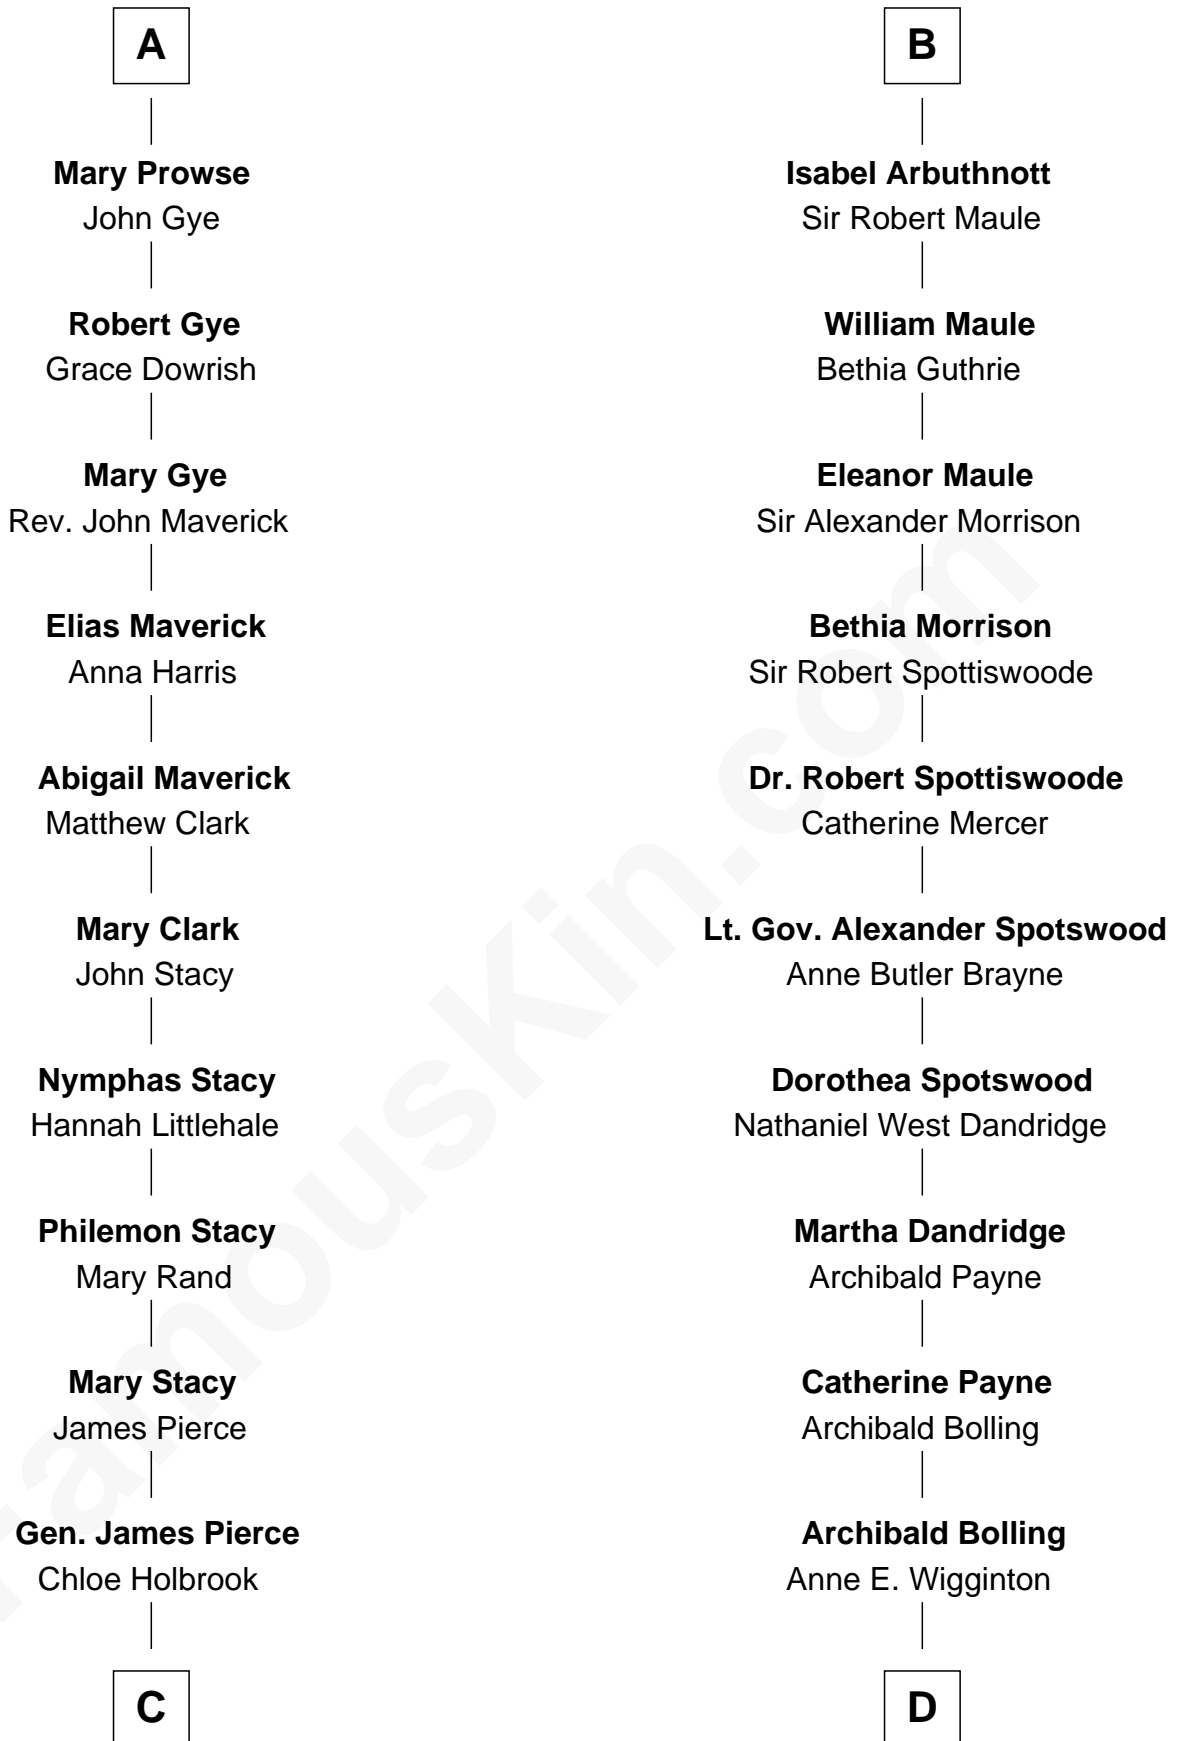 A
Mary Prowse
John Gye
Robert Gye
Grace Dowrish
Mary Gye
Rev. John Maverick
Elias Maverick
Anna Harris
Abigail Maverick
Matthew Clark
Mary Clark
John Stacy
Nymphas Stacy
Hannah Littlehale
Philemon Stacy
Mary Rand
Mary Stacy
James Pierce
Gen. James Pierce
Chloe Holbrook
C
B
Isabel Arbuthnott
Sir Robert Maule
William Maule
Bethia Guthrie
Eleanor Maule
Sir Alexander Morrison
Bethia Morrison
Sir Robert Spottiswoode
Dr. Robert Spottiswoode
Catherine Mercer
Lt. Gov. Alexander Spotswood
Anne Butler Brayne
Dorothea Spotswood
Nathaniel West Dandridge
Martha Dandridge
Archibald Payne
Catherine Payne
Archibald Bolling
Archibald Bolling
Anne E. Wigginton
D
FamousKin.com